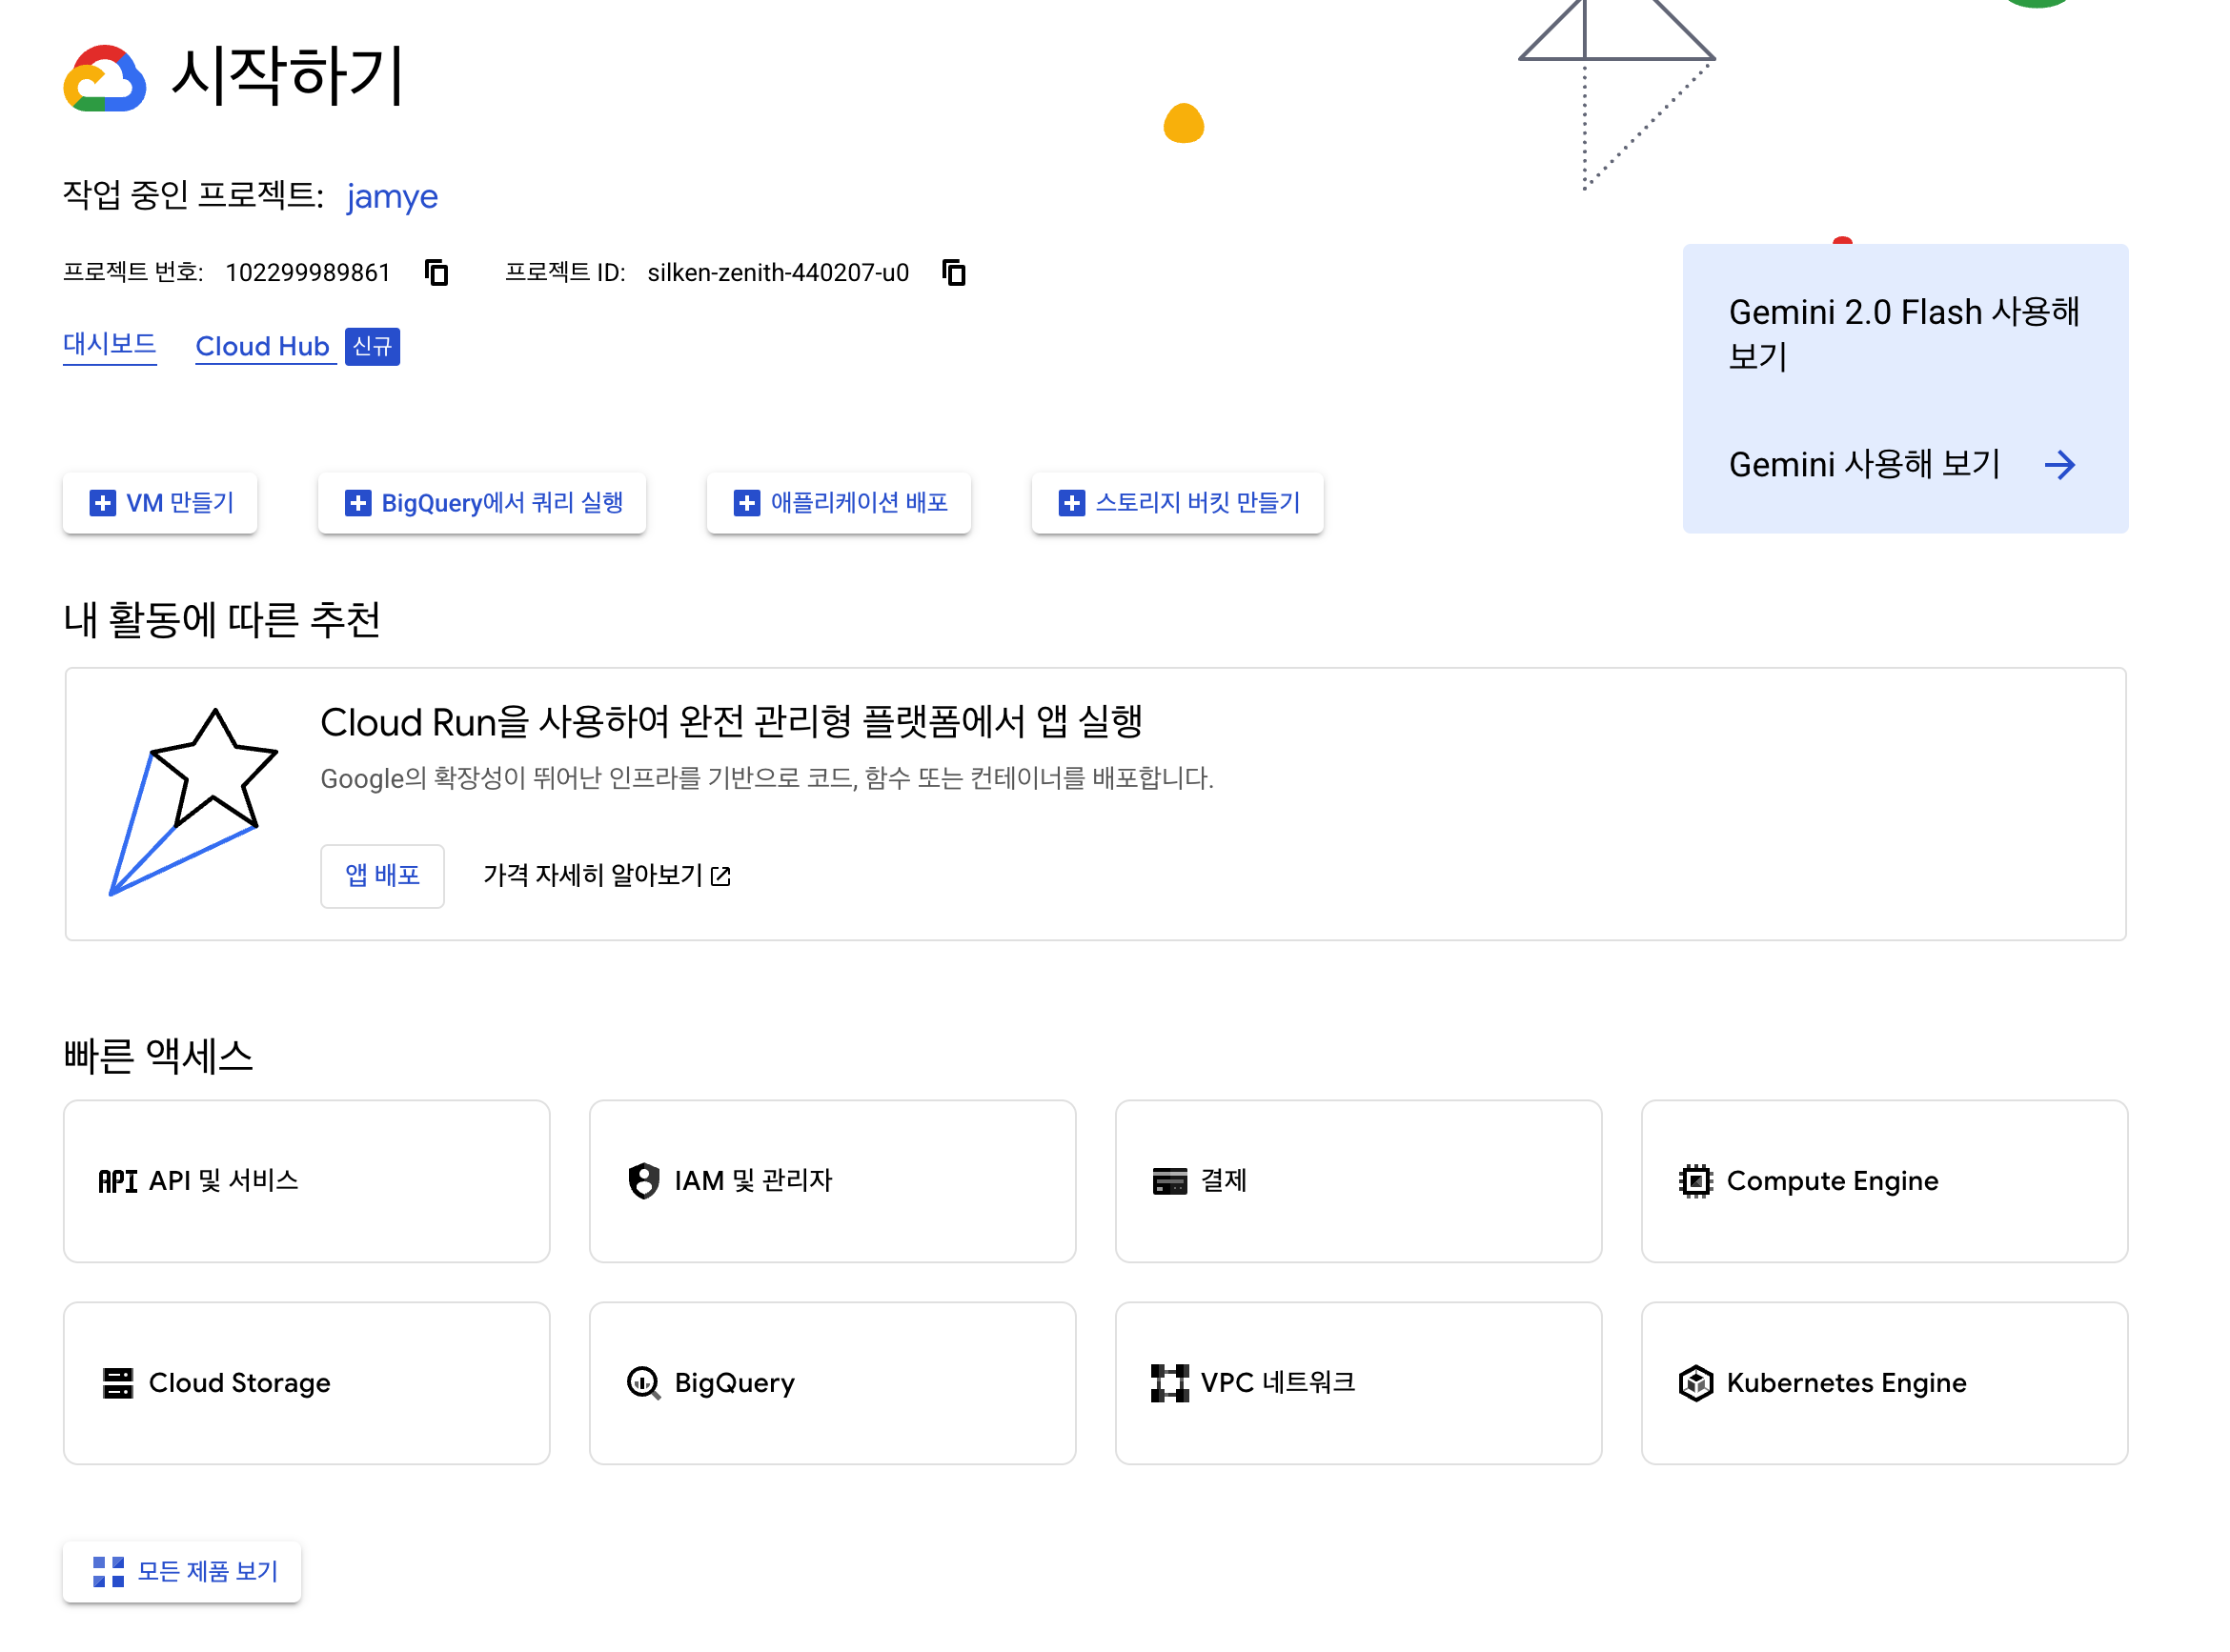 시작하기
작업 중인 프로젝트: jamye
프로젝트 번호: 102299989861 프로젝트 ID: silken-zenith-440207-u0
대시보드 Cloud Hub 신규
Gemini 2.0 Flash 사용해
보기
Gemini 사용해 보기
VM 만들기 BigQuery에서 쿼리 실행 애플리케이션 배포 스토리지 버킷 만들기
내 활동에 따른 추천
Cloud Run을 사용하여 완전 관리형 플랫폼에서 앱 실행
Google의 확장성이 뛰어난 인프라를 기반으로 코드, 함수 또는 컨테이너를 배포합니다.
앱 배포 가격 자세히 알아보기
빠른 액세스
API API 및 서비스 IAM 및 관리자 결제 Compute Engine
Cloud Storage BigQuery VPC 네트워크 Kubernetes Engine
모든 제품 보기